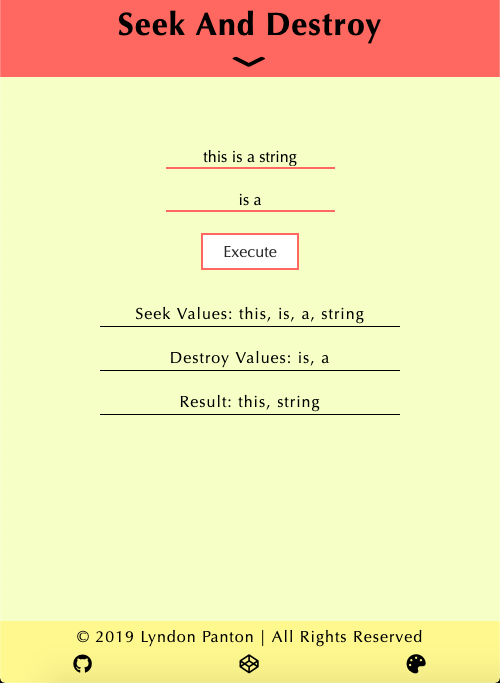 Seek And Destroy
this is a string
is a
Execute
Seek Values: this, is, a, string
Destroy Values: is, a
Result: this, string
© 2019 Lyndon Panton | All Rights Reserved